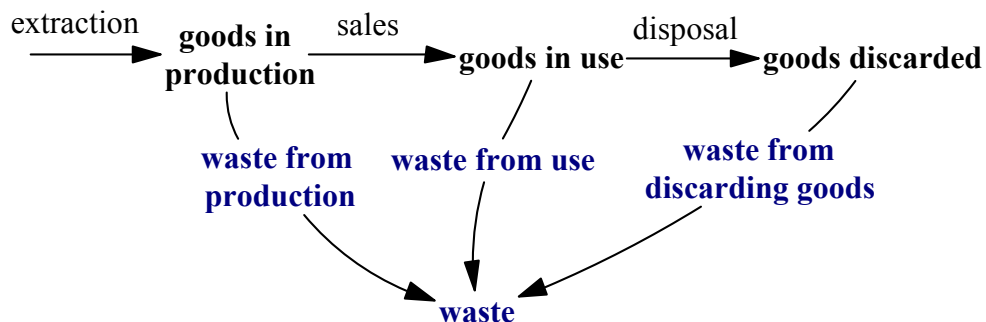 extraction
goods in
production
sales
goods in use
disposal
goods discarded
waste from
production
waste from use
waste from
discarding goods
waste